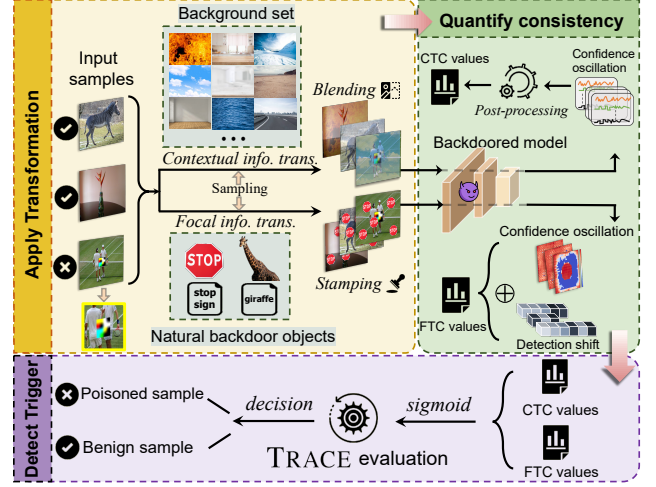 Apply Transformation
Input
samples
Background set
• • •
Contextual info. trans.
Sampling
Focal info. trans.
STOP
stop
sign
giraffe
Natural backdoor objects
Blending
Stamping
Quantify consistency
CTC values
Post-processing
Confidence
oscillation
Backdoored model
Confidence oscillation
FTC values
Detection shift
Detect Trigger
Poisoned sample
Benign sample
decision
TRACE evaluation
sigmoid
CTC values
FTC values